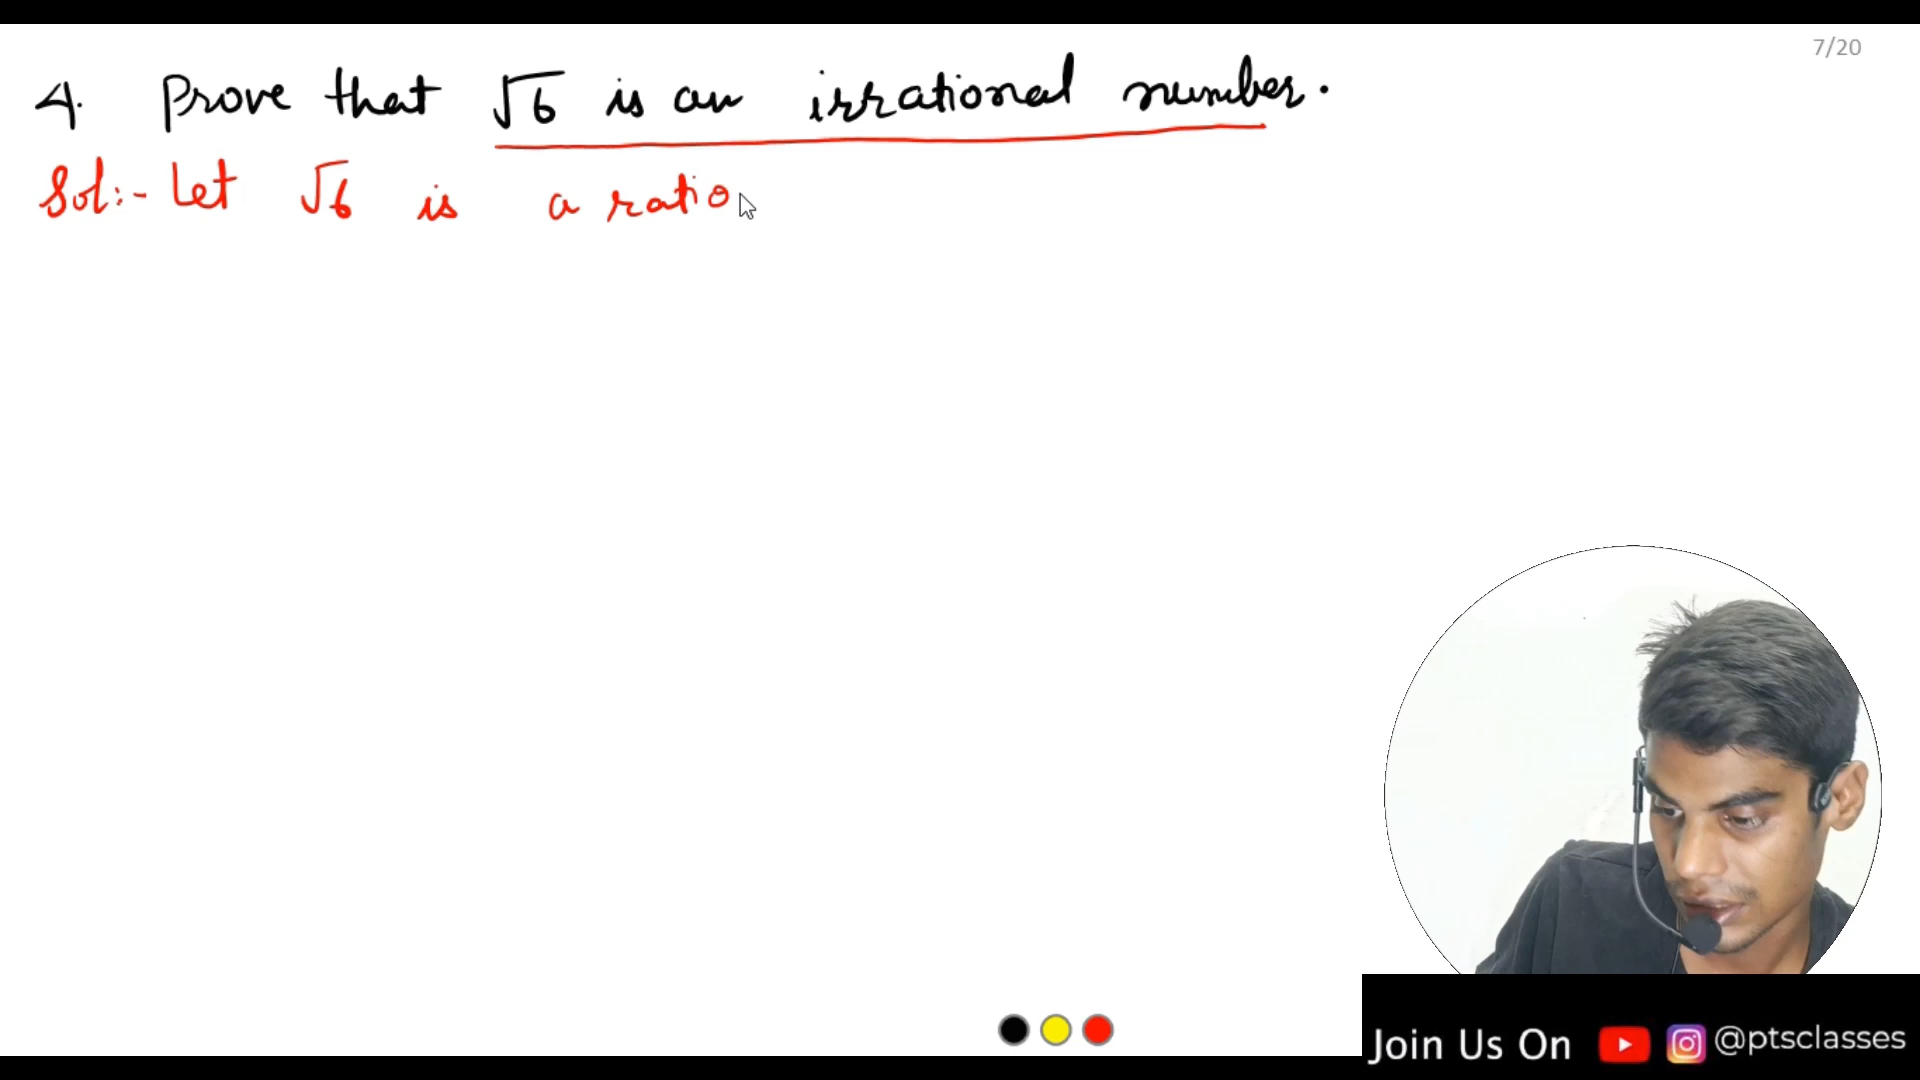 7/20
4. Prove that √6 is an irrational number.
Sol:- Let √6 is a ratio
Join Us On @ptsclasses